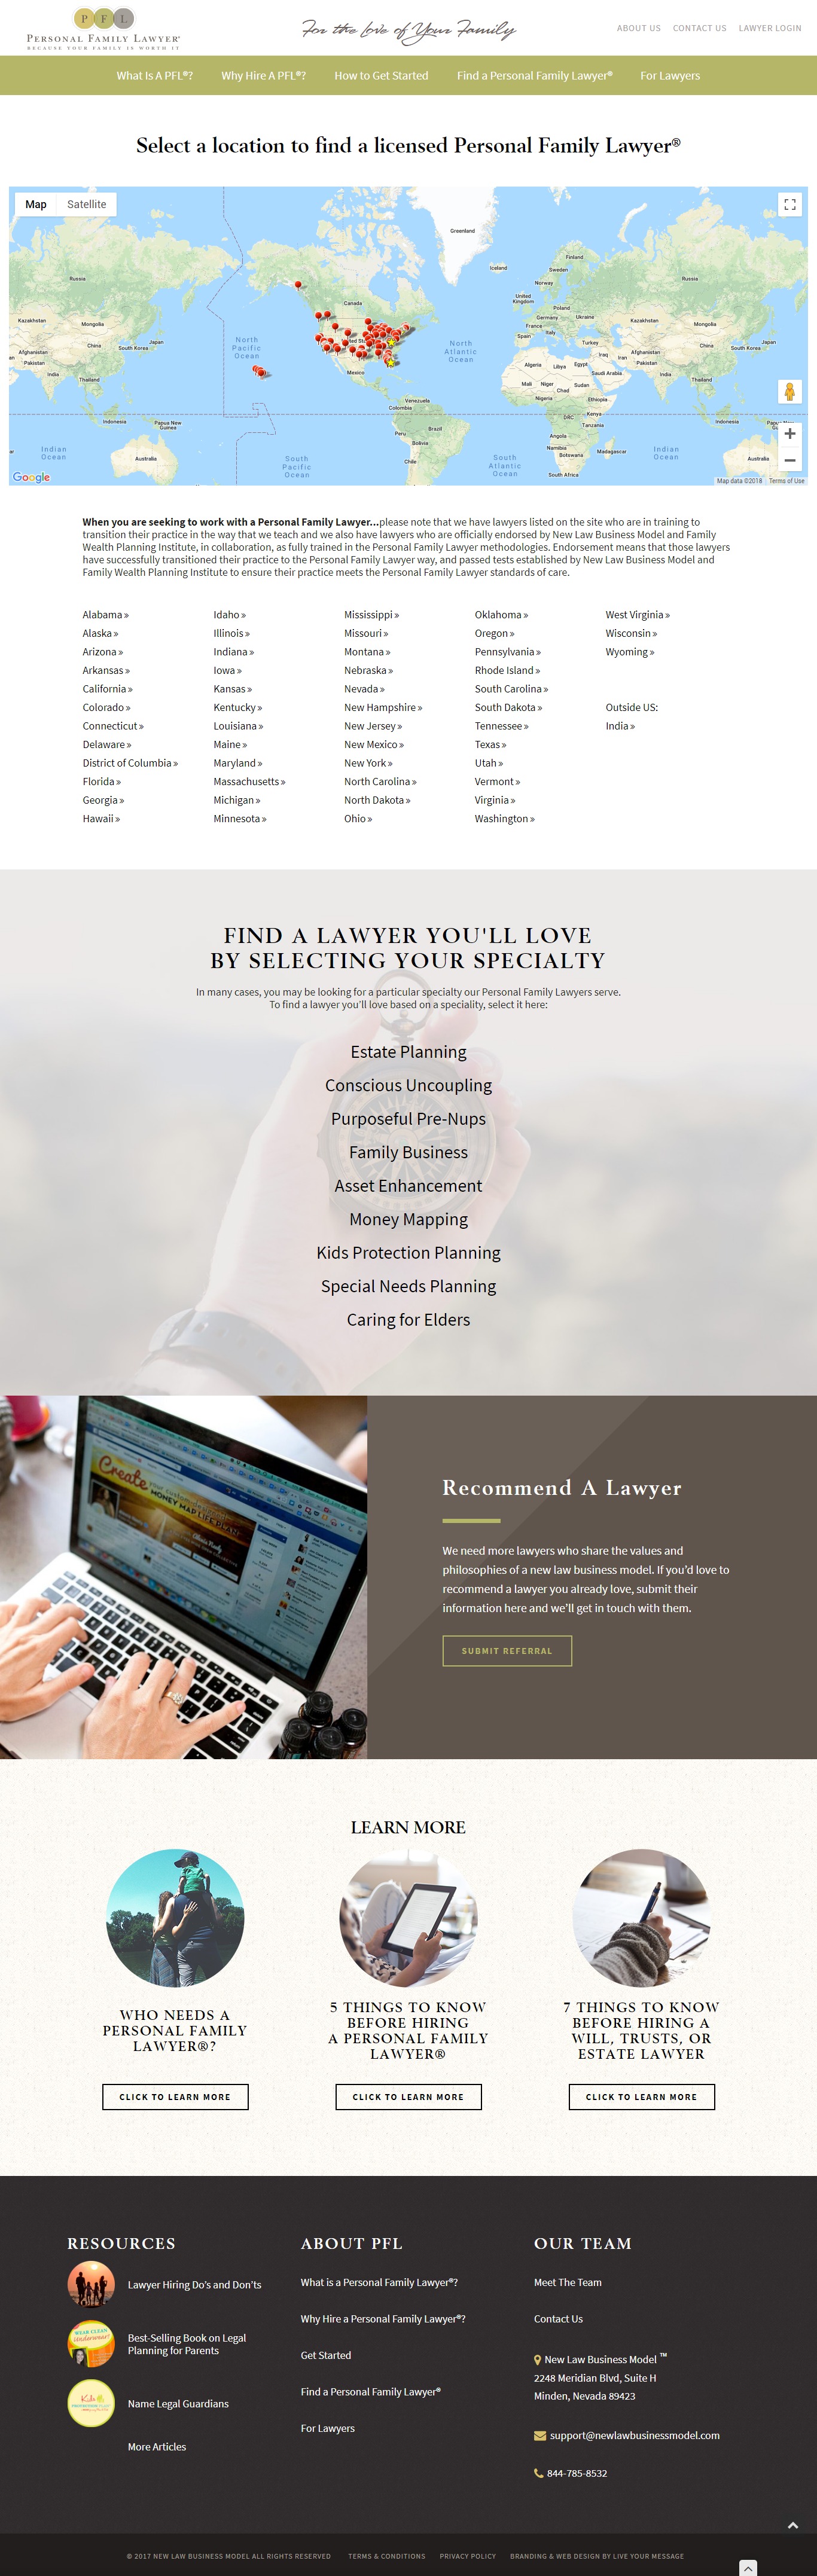 P F L
PERSONAL FAMILY LAWYER®
BECAUSE YOUR FAMILY IS WORTH IT
For the Love of Your Family
ABOUT US CONTACT US LAWYER LOGIN
What Is A PFL®? Why Hire A PFL®? How to Get Started Find a Personal Family Lawyer® For Lawyers
Select a location to find a licensed Personal Family Lawyer®
Map Satellite
Greenland
Iceland
Finland
Sweden
Norway
Russia
Russia
Canada
United Kingdom
Poland
Germany
Ukraine
France
Kazakhstan
Mongolia
Kazakhstan
Mongolia
Italy
Spain
Turkey
North Pacific Ocean
North Atlantic Ocean
China
Japan
South Korea
Afghanistan
Pakistan
Iraq
Iran
Afghanistan
Pakistan
China
Japan
South Korea
Algeria
Libya
Egypt
Saudi Arabia
Mexico
India
Thailand
Mali
Niger
Sudan
Chad
India
Thailand
Nigeria
Ethiopia
Venezuela
Colombia
Kenya
DRC
Tanzania
Indonesia
Papua New Guinea
Brazil
Peru
Bolivia
Angola
Namibia
Botswana
Madagascar
Indonesia
Indian Ocean
Australia
South Pacific Ocean
Chile
South Atlantic Ocean
South Africa
Indian Ocean
Australia
Google
Map data ©2018 Terms of Use
When you are seeking to work with a Personal Family Lawyer...please note that we have lawyers listed on the site who are in training to
transition their practice in the way that we teach and we also have lawyers who are officially endorsed by New Law Business Model and Family
Wealth Planning Institute, in collaboration, as fully trained in the Personal Family Lawyer methodologies. Endorsement means that those lawyers
have successfully transitioned their practice to the Personal Family Lawyer way, and passed tests established by New Law Business Model and
Family Wealth Planning Institute to ensure their practice meets the Personal Family Lawyer standards of care.
Alabama » Idaho » Mississippi » Oklahoma » West Virginia »
Alaska » Illinois » Missouri » Oregon » Wisconsin »
Arizona » Indiana » Montana » Pennsylvania » Wyoming »
Arkansas » Iowa » Nebraska » Rhode Island »
California » Kansas » Nevada » South Carolina »
Colorado » Kentucky » New Hampshire » South Dakota » Outside US:
Connecticut » Louisiana » New Jersey » Tennessee » India »
Delaware » Maine » New Mexico » Texas »
District of Columbia » Maryland » New York » Utah »
Florida » Massachusetts » North Carolina » Vermont »
Georgia » Michigan » North Dakota » Virginia »
Hawaii » Minnesota » Ohio » Washington »
FIND A LAWYER YOU'LL LOVE
BY SELECTING YOUR SPECIALTY
In many cases, you may be looking for a particular specialty our Personal Family Lawyers serve.
To find a lawyer you'll love based on a speciality, select it here:
Estate Planning
Conscious Uncoupling
Purposeful Pre-Nups
Family Business
Asset Enhancement
Money Mapping
Kids Protection Planning
Special Needs Planning
Caring for Elders
Create your customized
MONEY MAP LIFE PLAN
Recommend A Lawyer
We need more lawyers who share the values and
philosophies of a new law business model. If you'd love to
recommend a lawyer you already love, submit their
information here and we'll get in touch with them.
SUBMIT REFERRAL
LEARN MORE
WHO NEEDS A
PERSONAL FAMILY
LAWYER®?
CLICK TO LEARN MORE
5 THINGS TO KNOW
BEFORE HIRING
A PERSONAL FAMILY
LAWYER®
CLICK TO LEARN MORE
7 THINGS TO KNOW
BEFORE HIRING A
WILL, TRUSTS, OR
ESTATE LAWYER
CLICK TO LEARN MORE
RESOURCES
Lawyer Hiring Do's and Don'ts
WEAR CLEAN
Underwear!
Best-Selling Book on Legal
Planning for Parents
Kids
Name Legal Guardians
More Articles
ABOUT PFL
What is a Personal Family Lawyer®?
Why Hire a Personal Family Lawyer®?
Get Started
Find a Personal Family Lawyer®
For Lawyers
OUR TEAM
Meet The Team
Contact Us
New Law Business Model ™
2248 Meridian Blvd, Suite H
Minden, Nevada 89423
support@newlawbusinessmodel.com
844-785-8532
© 2017 NEW LAW BUSINESS MODEL ALL RIGHTS RESERVED TERMS & CONDITIONS PRIVACY POLICY BRANDING & WEB DESIGN BY LIVE YOUR MESSAGE